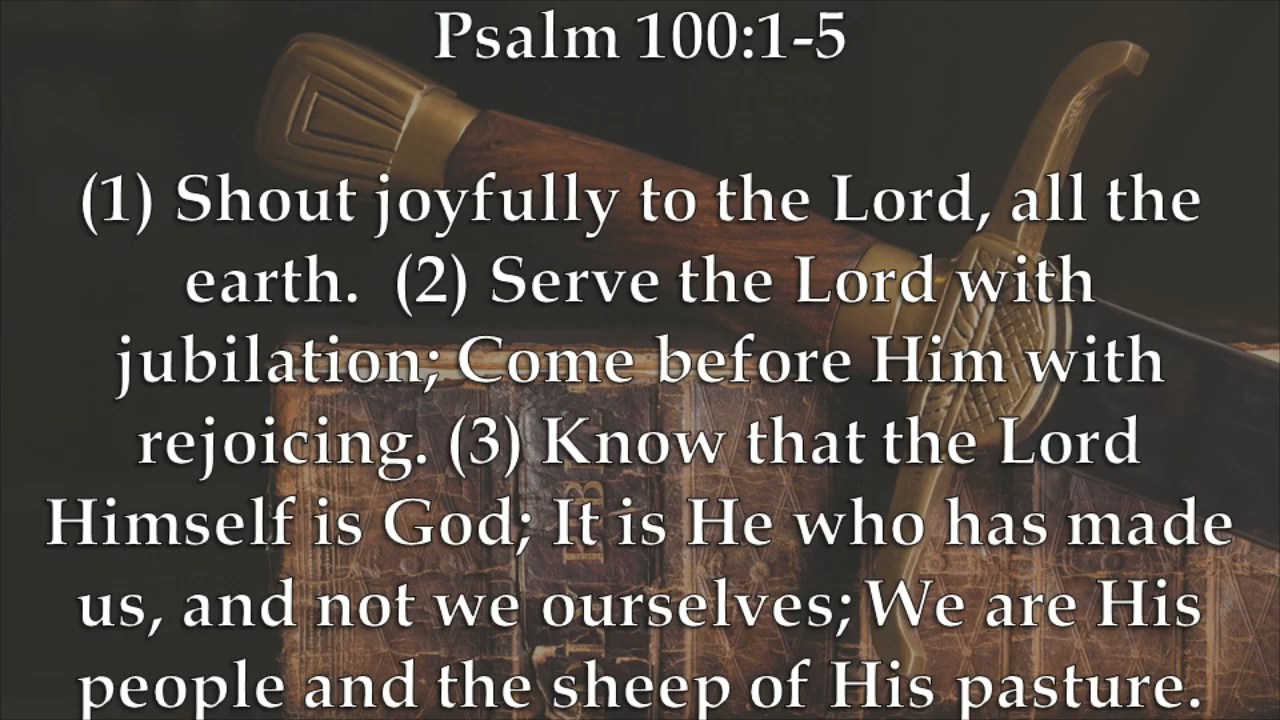 Psalm 100:1-5
(1) Shout joyfully to the Lord, all the
earth.  (2) Serve the Lord with
jubilation; Come before Him with
rejoicing. (3) Know that the Lord
Himself is God; It is He who has made
us, and not we ourselves; We are His
people and the sheep of His pasture.